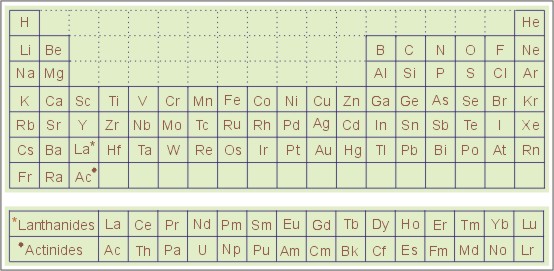 H He
Li Be B C N O F Ne
Na Mg Al Si P S Cl Ar
K Ca Sc Ti V Cr Mn Fe Co Ni Cu Zn Ga Ge As Se Br Kr
Rb Sr Y Zr Nb Mo Tc Ru Rh Pd Ag Cd In Sn Sb Te I Xe
Cs Ba La* Hf Ta W Re Os Ir Pt Au Hg Tl Pb Bi Po At Rn
Fr Ra Ac•
*Lanthanides La Ce Pr Nd Pm Sm Eu Gd Tb Dy Ho Er Tm Yb Lu
•Actinides Ac Th Pa U Np Pu Am Cm Bk Cf Es Fm Md No Lr